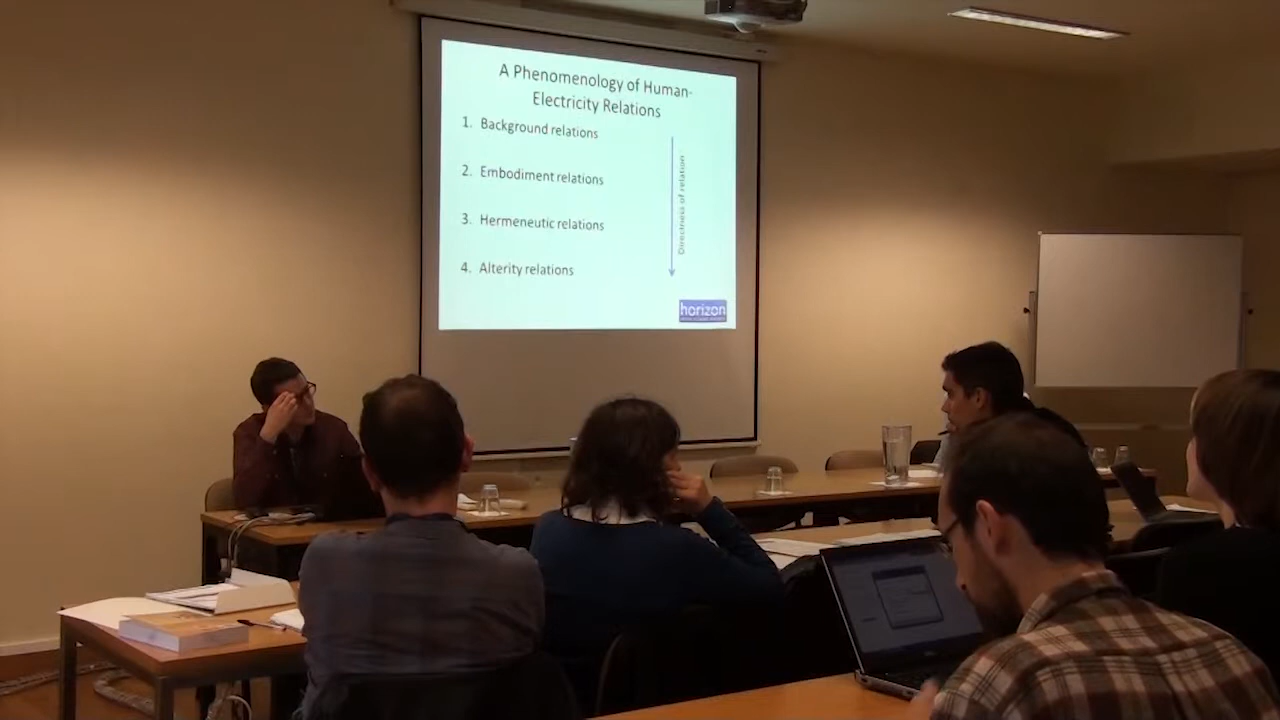 A Phenomenology of Human-
Electricity Relations
1. Background relations
2. Embodiment relations
3. Hermeneutic relations
4. Alterity relations
Directness of relation
horizon